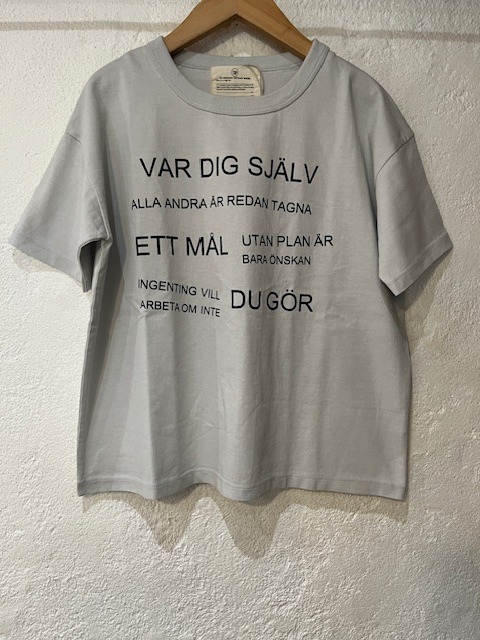 VAR DIG SJÄLV
ALLA ANDRA ÄR REDAN TAGNA
ETT MÅL UTAN PLAN ÄR
BARA ÖNSKAN
INGENTING VILL
ARBETA OM INTE DU GÖR